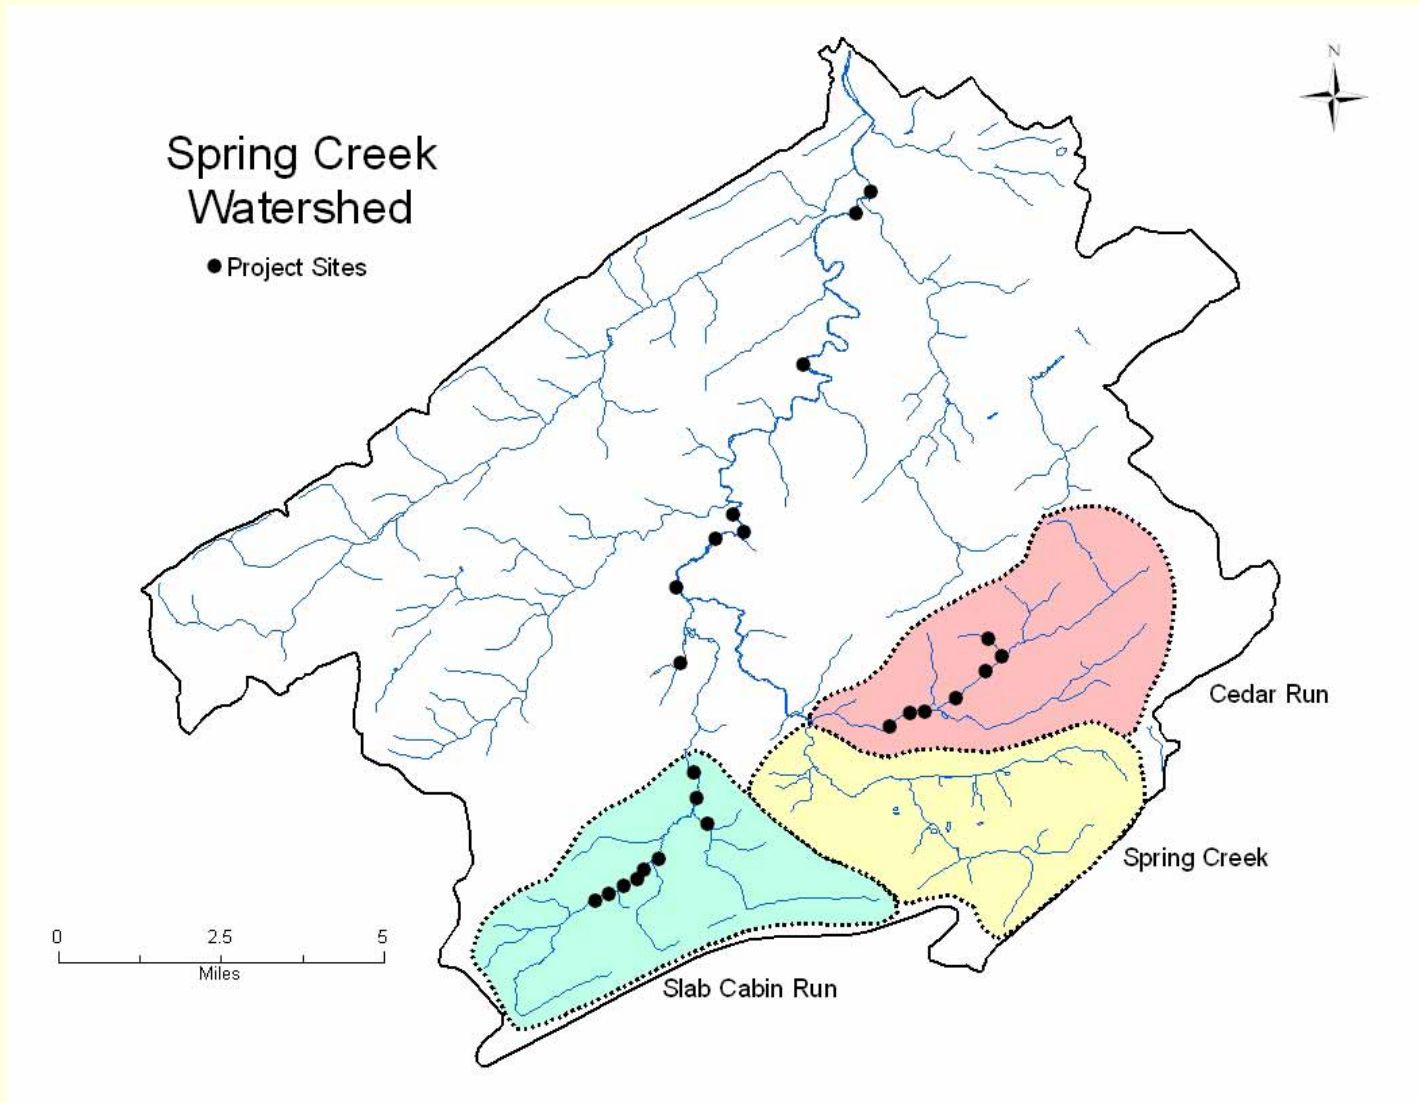 N
Spring Creek
Watershed
Project Sites
Cedar Run
Spring Creek
0 2.5 5
Miles
Slab Cabin Run